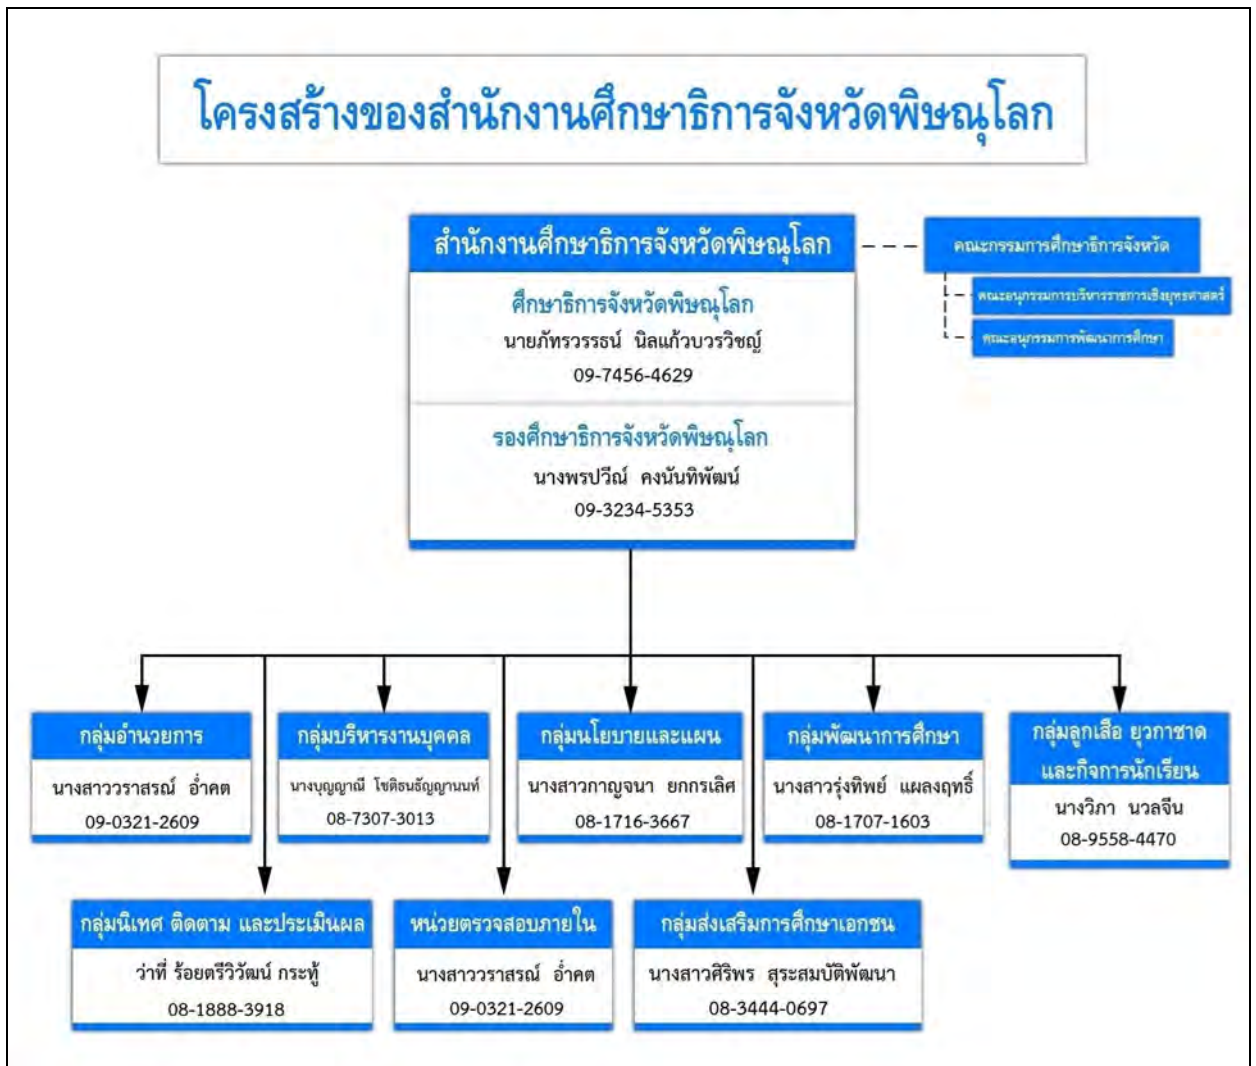 โครงสร้างของสำนักงานศึกษาธิการจังหวัดพิษณุโลก
สำนักงานศึกษาธิการจังหวัดพิษณุโลก
ศึกษาธิการจังหวัดพิษณุโลก
นายภัทรวรรธน์ นิลแก้วบวรวิชญ์
09-7456-4629
รองศึกษาธิการจังหวัดพิษณุโลก
นางพรปวีณ์ คงนันทิพัฒน์
09-3234-5353
คณะกรรมการศึกษาธิการจังหวัด
คณะอนุกรรมการบริหารราชการเชิงยุทธศาสตร์
คณะอนุกรรมการพัฒนาการศึกษา
กลุ่มอำนวยการ
นางสาววราสรณ์ อ่ำคต
09-0321-2609
กลุ่มบริหารงานบุคคล
นางบุญญาณี โชติธนธัญญานนท์
08-7307-3013
กลุ่มนโยบายและแผน
นางสาวกาญจนา ยกกรเลิศ
08-1716-3667
กลุ่มพัฒนาการศึกษา
นางสาวรุ่งทิพย์ แผลงฤทธิ์
08-1707-1603
กลุ่มลูกเสือ ยุวกาชาด
และกิจการนักเรียน
นางวิภา นวลจีน
08-9558-4470
กลุ่มนิเทศ ติดตาม และประเมินผล
ว่าที่ ร้อยตรีวิวัฒน์ กระทู้
08-1888-3918
หน่วยตรวจสอบภายใน
นางสาววราสรณ์ อ่ำคต
09-0321-2609
กลุ่มส่งเสริมการศึกษาเอกชน
นางสาวศิริพร สุระสมบัติพัฒนา
08-3444-0697